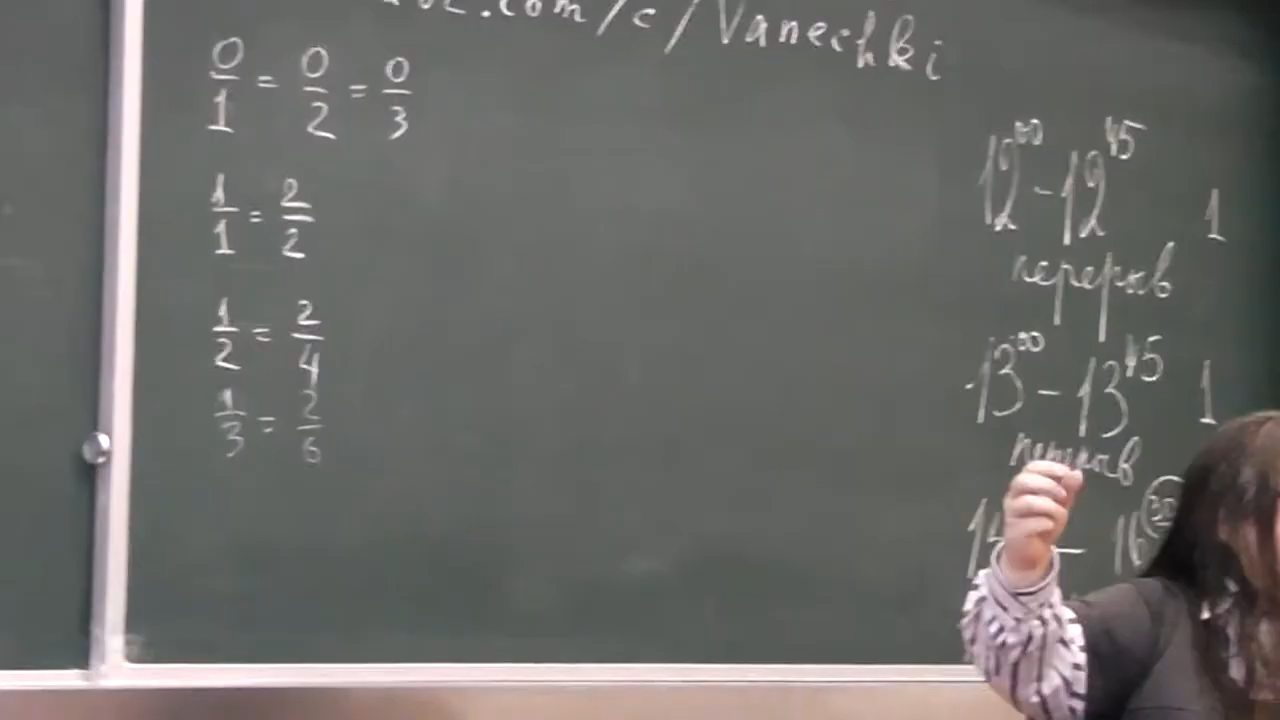 .com/c/Vanechki
0/1 = 0/2 = 0/3
1/1 = 2/2
1/2 = 2/4
1/3 = 2/6
12⁰⁰ - 12⁴⁵ 1
перерыв
13⁰⁰ - 13⁴⁵ 1
перерыв
- 16